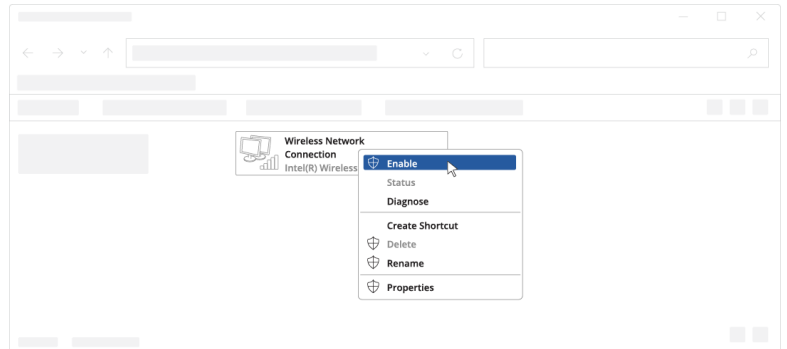 Wireless Network
Connection
Intel(R) Wireless
Enable
Status
Diagnose
Create Shortcut
Delete
Rename
Properties